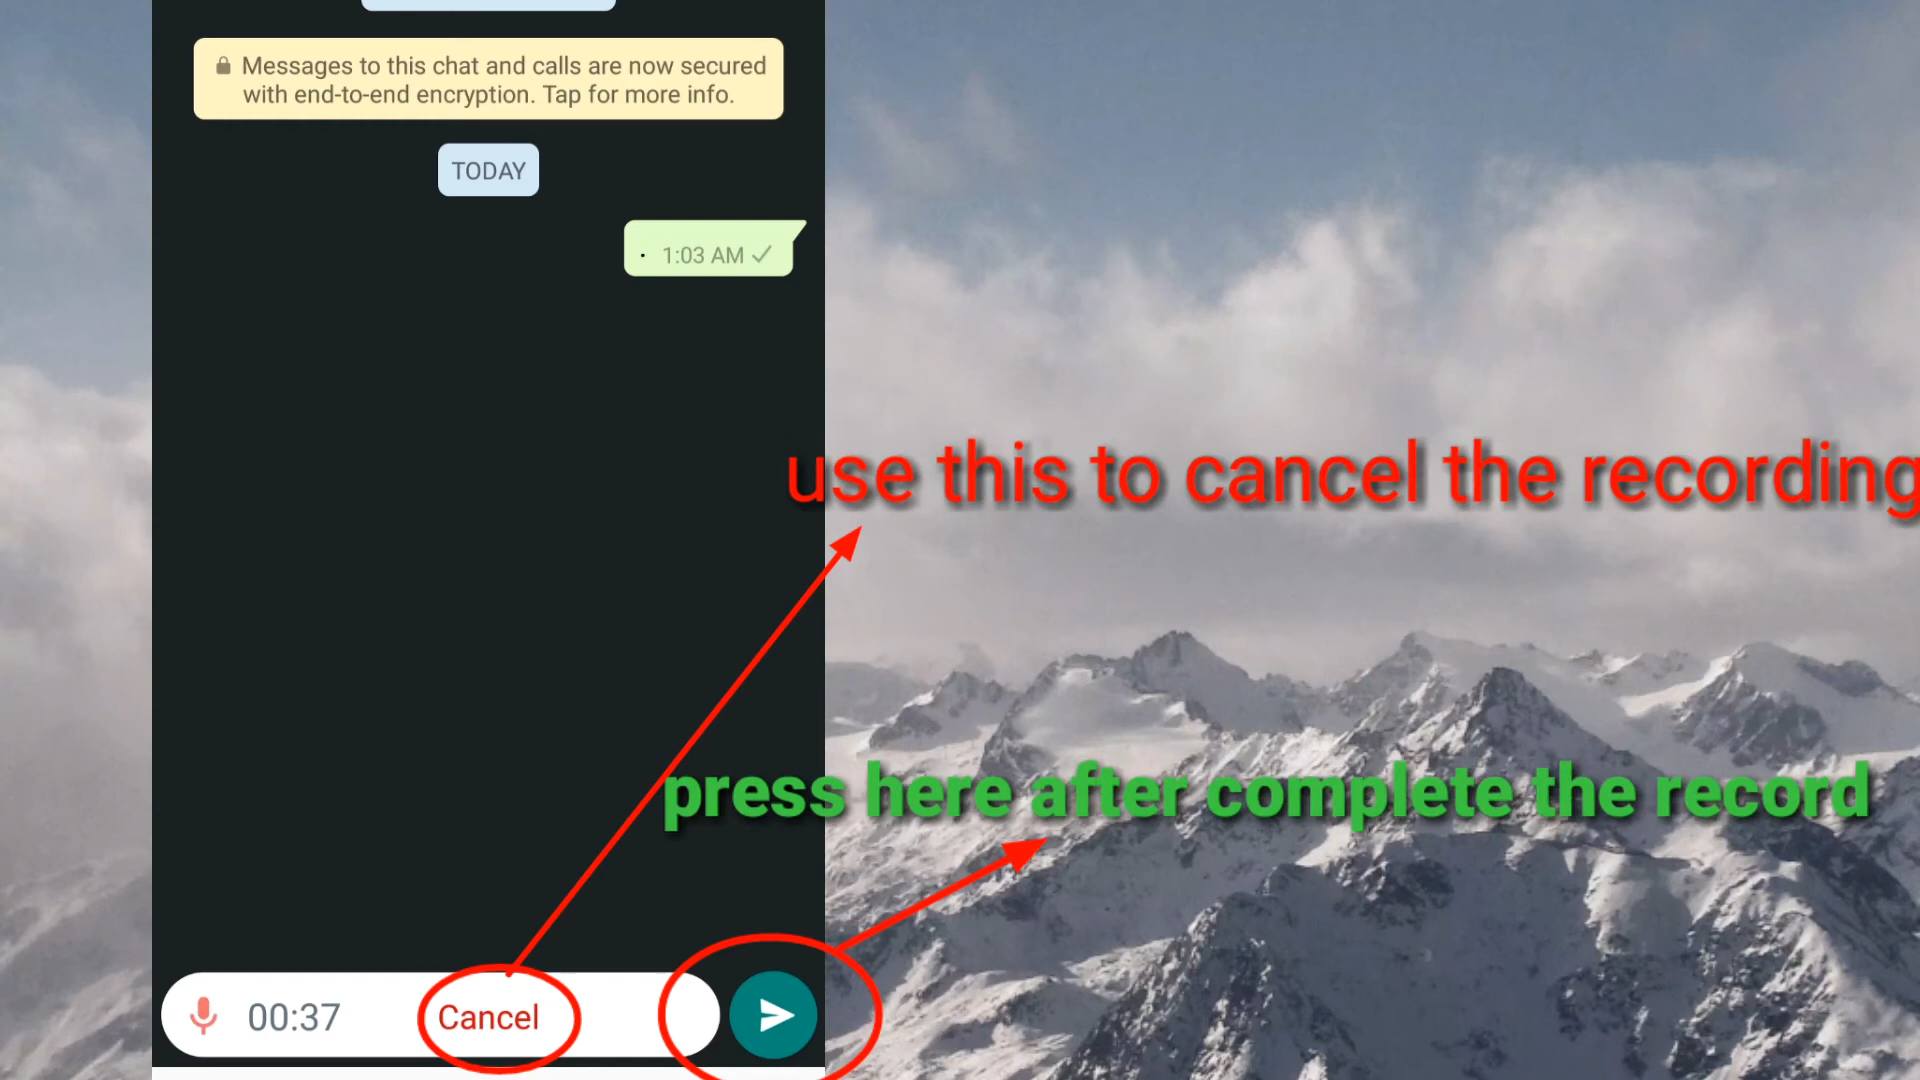 Messages to this chat and calls are now secured
with end-to-end encryption. Tap for more info.
TODAY
. 1:03 AM
use this to cancel the recording
press here after complete the record
00:37 Cancel